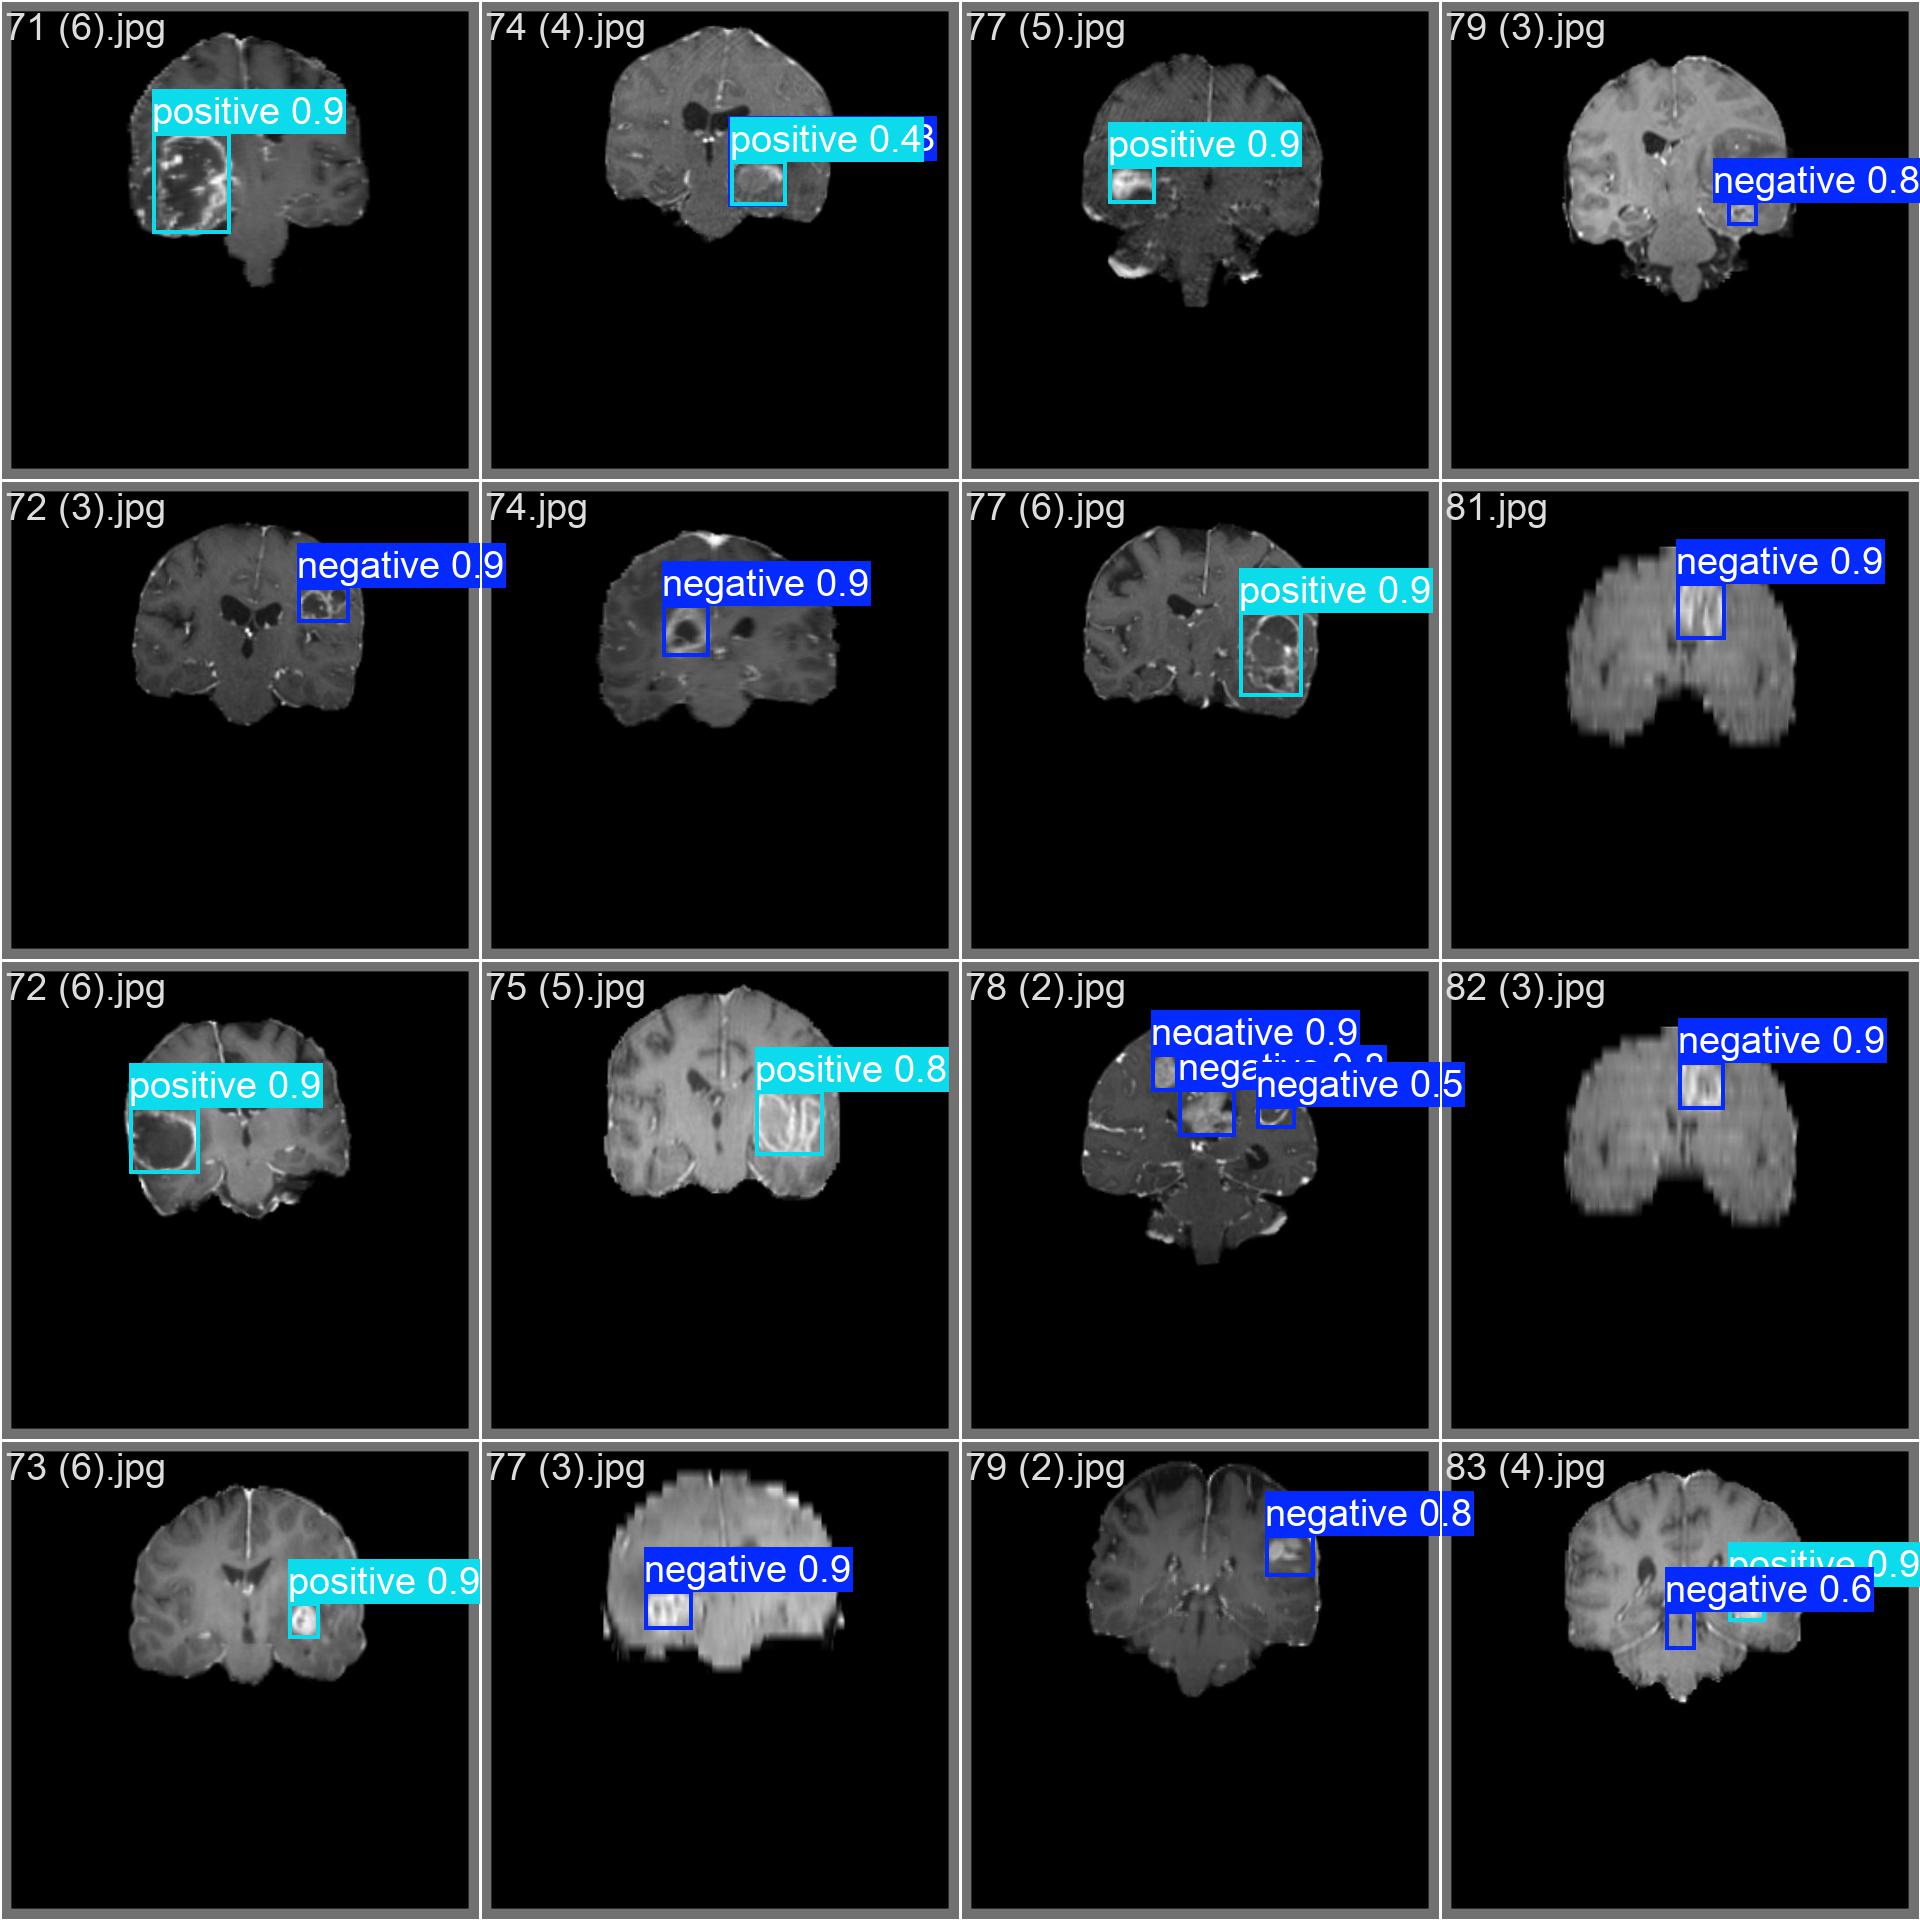 71 (6).jpg
positive 0.9
74 (4).jpg
positive 0.4
3
77 (5).jpg
positive 0.9
79 (3).jpg
negative 0.8
72 (3).jpg
negative 0.9
74.jpg
negative 0.9
77 (6).jpg
positive 0.9
81.jpg
negative 0.9
72 (6).jpg
positive 0.9
75 (5).jpg
positive 0.8
78 (2).jpg
negative 0.9
negative 0.8
negative 0.5
82 (3).jpg
negative 0.9
73 (6).jpg
positive 0.9
77 (3).jpg
negative 0.9
79 (2).jpg
negative 0.8
83 (4).jpg
positive 0.9
negative 0.6